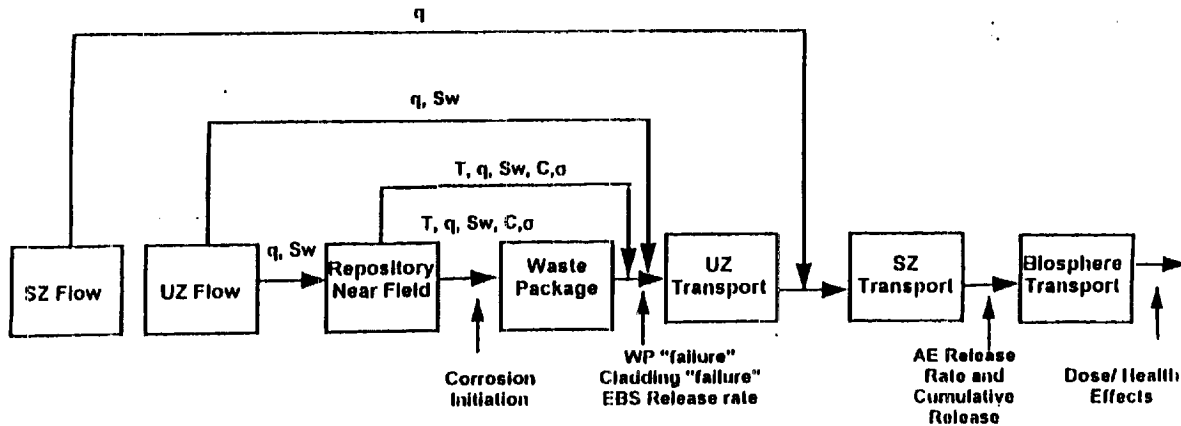 q
q, Sw
T, q, Sw, C,σ
T, q, Sw, C,σ
q, Sw
SZ Flow
UZ Flow
Repository
Near Field
Waste
Package
UZ
Transport
SZ
Transport
Biosphere
Transport
Corrosion
Initiation
WP "failure"
Cladding "failure"
EBS Release rate
AE Release
Rate and
Cumulative
Release
Dose/ Health
Effects